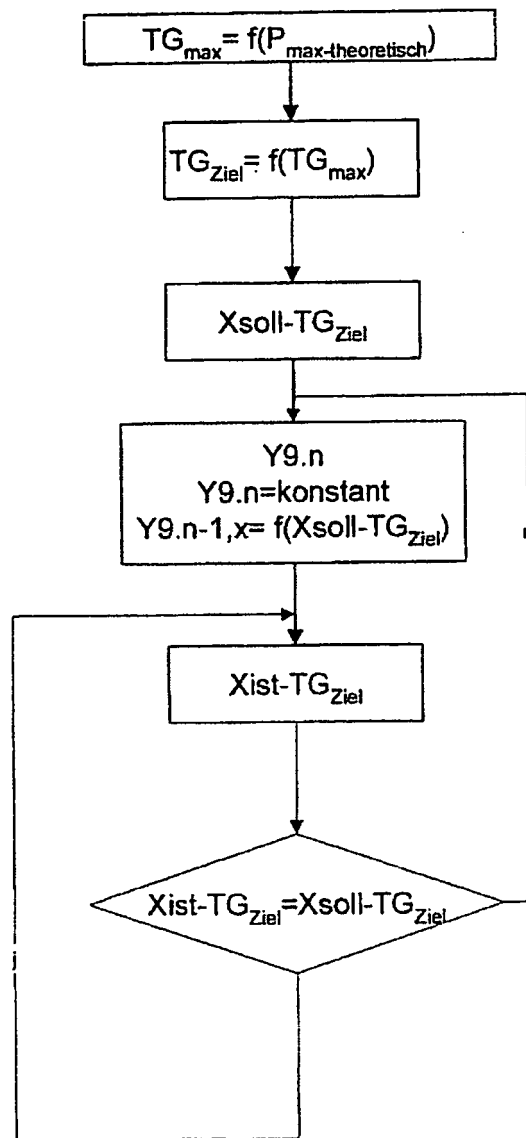 TGmax= f(Pmax-theoretisch)
TGZiel= f(TGmax)
Xsoll-TGZiel
Y9.n
Y9.n=konstant
Y9.n-1,x= f(Xsoll-TGZiel)
Xist-TGZiel
Xist-TGZiel=Xsoll-TGZiel